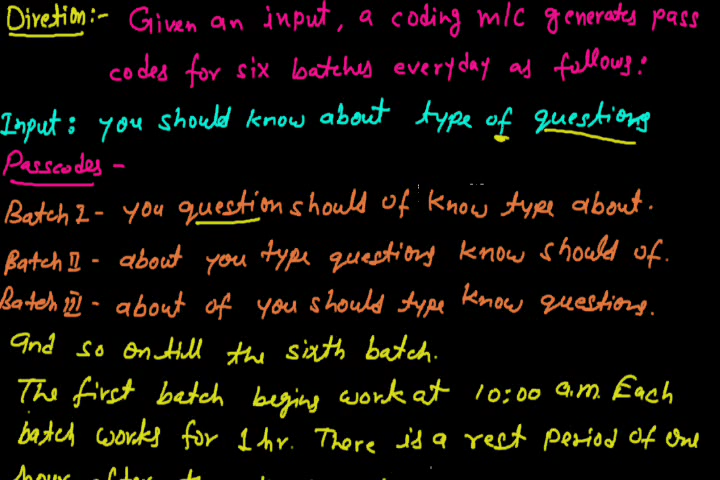 Diretion:- Given an input, a coding m/c generates pass
codes for six batches everyday as follows:
Input: you should know about type of questions
Passcodes -
Batch I - you question should of know type about.
Batch II - about you type questions know should of.
Batch III - about of you should type know questions.
And so on till the sixth batch.
The first batch begins work at 10:00 a.m. Each
batch works for 1 hr. There is a rest period of one
hour after the